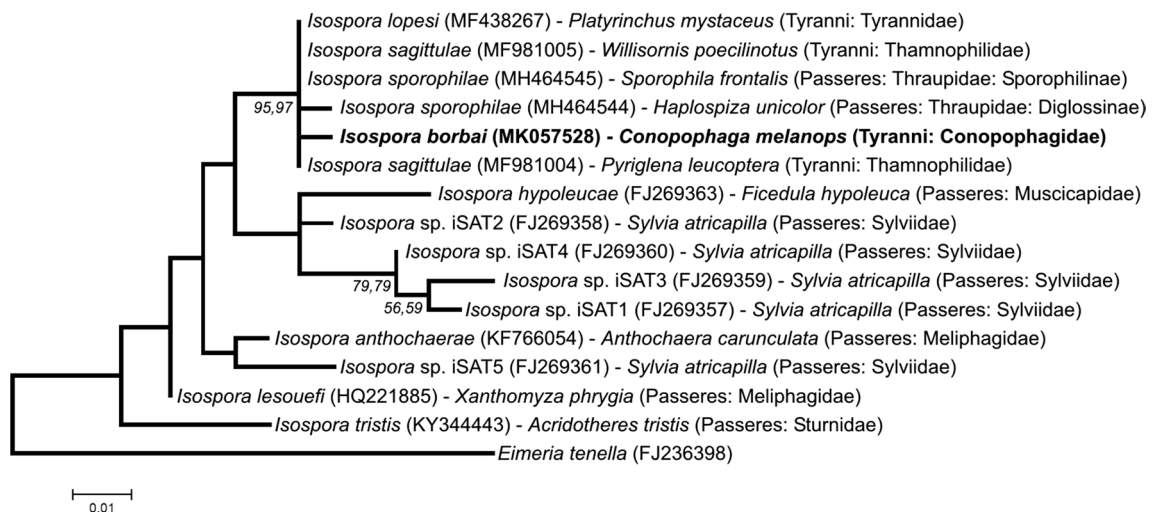 Isospora lopesi (MF438267) - Platyrinchus mystaceus (Tyranni: Tyrannidae)
Isospora sagittulae (MF981005) - Willisornis poecilinotus (Tyranni: Thamnophilidae)
Isospora sporophilae (MH464545) - Sporophila frontalis (Passeres: Thraupidae: Sporophilinae)
95,97
Isospora sporophilae (MH464544) - Haplospiza unicolor (Passeres: Thraupidae: Diglossinae)
Isospora borbai (MK057528) - Conopophaga melanops (Tyranni: Conopophagidae)
Isospora sagittulae (MF981004) - Pyriglena leucoptera (Tyranni: Thamnophilidae)
Isospora hypoleucae (FJ269363) - Ficedula hypoleuca (Passeres: Muscicapidae)
Isospora sp. iSAT2 (FJ269358) - Sylvia atricapilla (Passeres: Sylviidae)
Isospora sp. iSAT4 (FJ269360) - Sylvia atricapilla (Passeres: Sylviidae)
79,79
Isospora sp. iSAT3 (FJ269359) - Sylvia atricapilla (Passeres: Sylviidae)
56,59
Isospora sp. iSAT1 (FJ269357) - Sylvia atricapilla (Passeres: Sylviidae)
Isospora anthochaerae (KF766054) - Anthochaera carunculata (Passeres: Meliphagidae)
Isospora sp. iSAT5 (FJ269361) - Sylvia atricapilla (Passeres: Sylviidae)
Isospora lesouefi (HQ221885) - Xanthomyza phrygia (Passeres: Meliphagidae)
Isospora tristis (KY344443) - Acridotheres tristis (Passeres: Sturnidae)
Eimeria tenella (FJ236398)
0.01